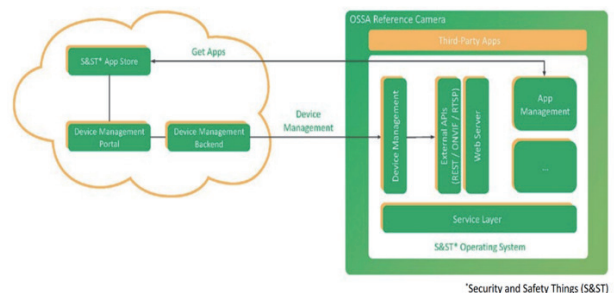 OSSA Reference Camera
Third-Party Apps
Get Apps
S&ST* App Store
Device Management
Portal
Device Management
Backend
Device
Management
Device Management
External APIs
(REST / ONVIF / RTSP)
Web Server
App
Management
...
Service Layer
S&ST* Operating System
*Security and Safety Things (S&ST)